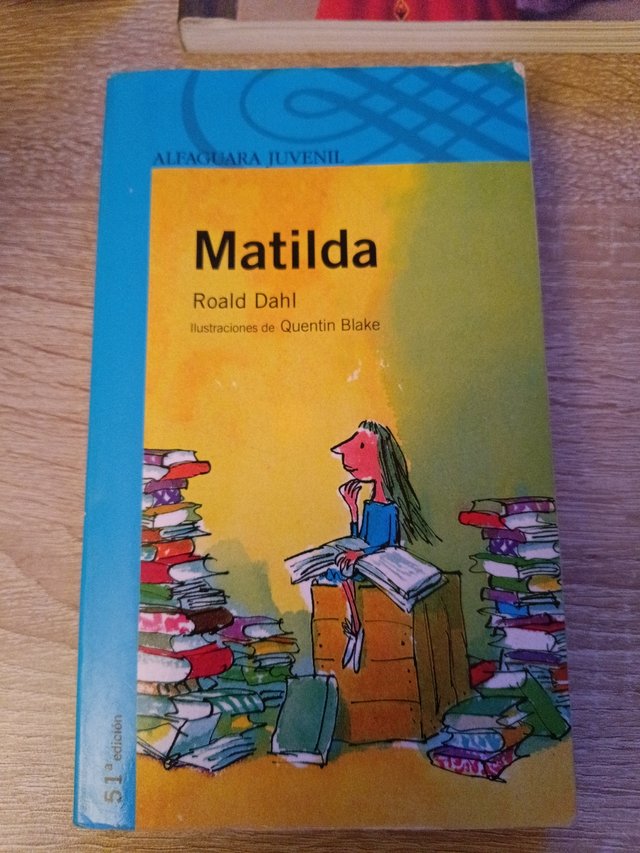 ALFAGUARA JUVENIL
Matilda
Roald Dahl
Ilustraciones de Quentin Blake
51ª edición